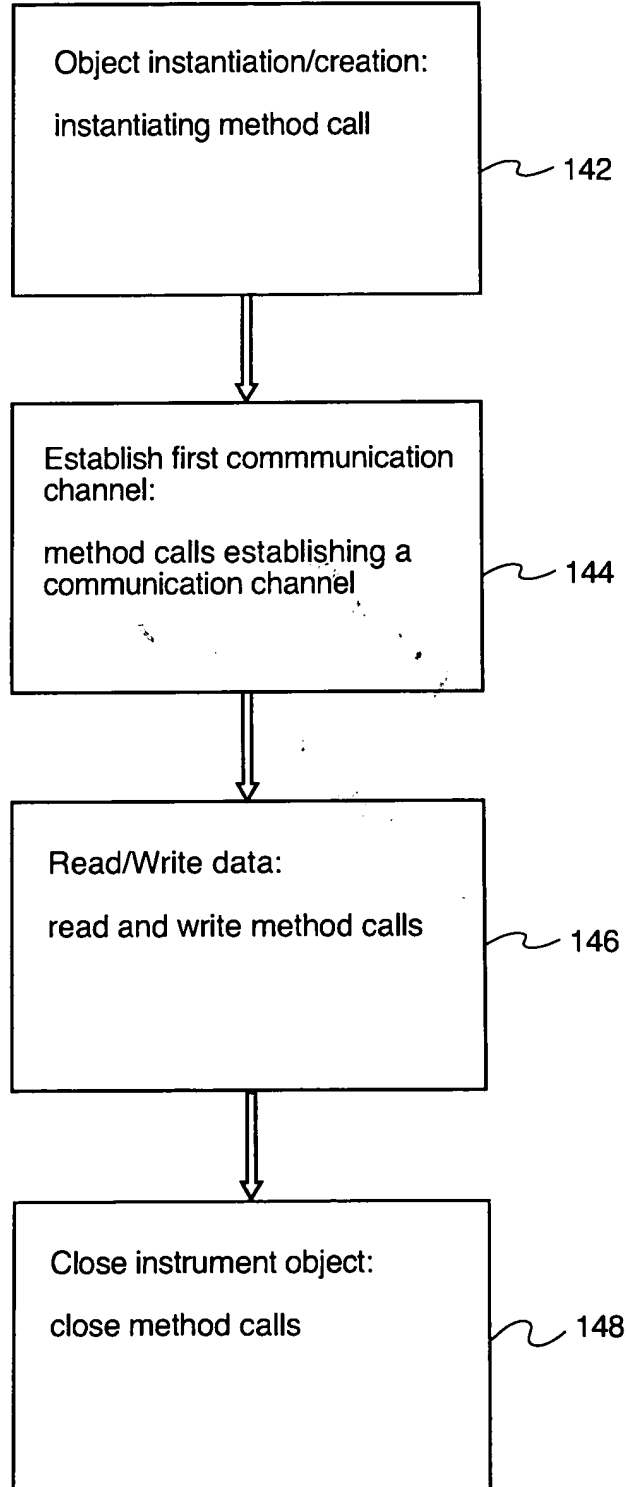 Object instantiation/creation:
instantiating method call
142
Establish first commmunication
channel:
method calls establishing a
communication channel
144
Read/Write data:
read and write method calls
146
Close instrument object:
close method calls
148